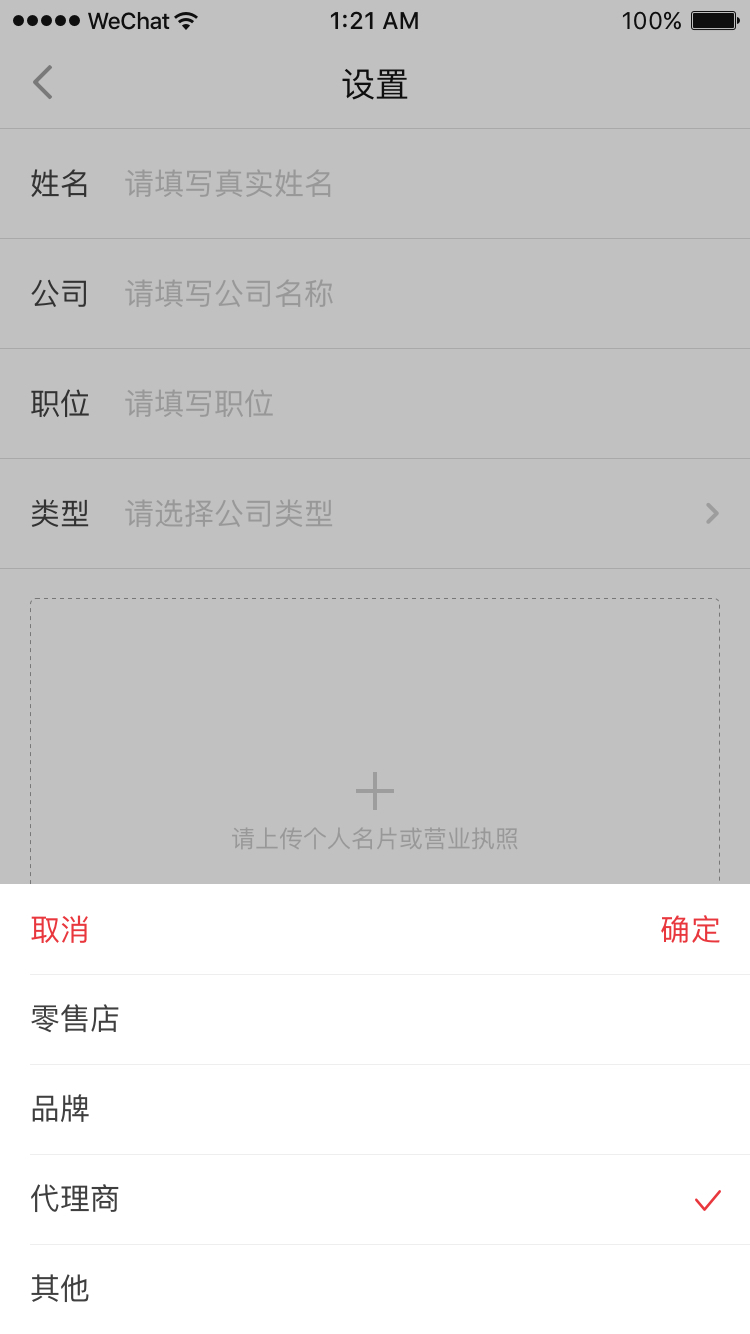 WeChat 1:21 AM 100%
设置
姓名 请填写真实姓名
公司 请填写公司名称
职位 请填写职位
类型 请选择公司类型
请上传个人名片或营业执照
取消 确定
零售店
品牌
代理商
其他